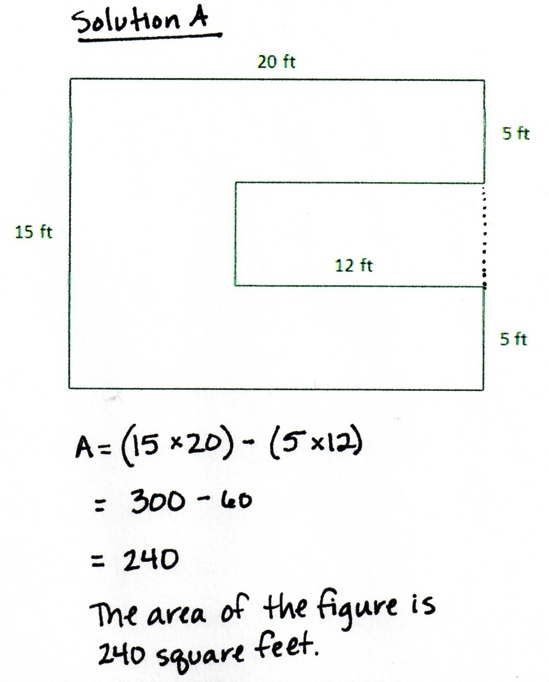 Solution A
20 ft
5 ft
15 ft
12 ft
5 ft
A = (15 × 20) - (5 × 12)
= 300 - 60
= 240
The area of the figure is
240 square feet.